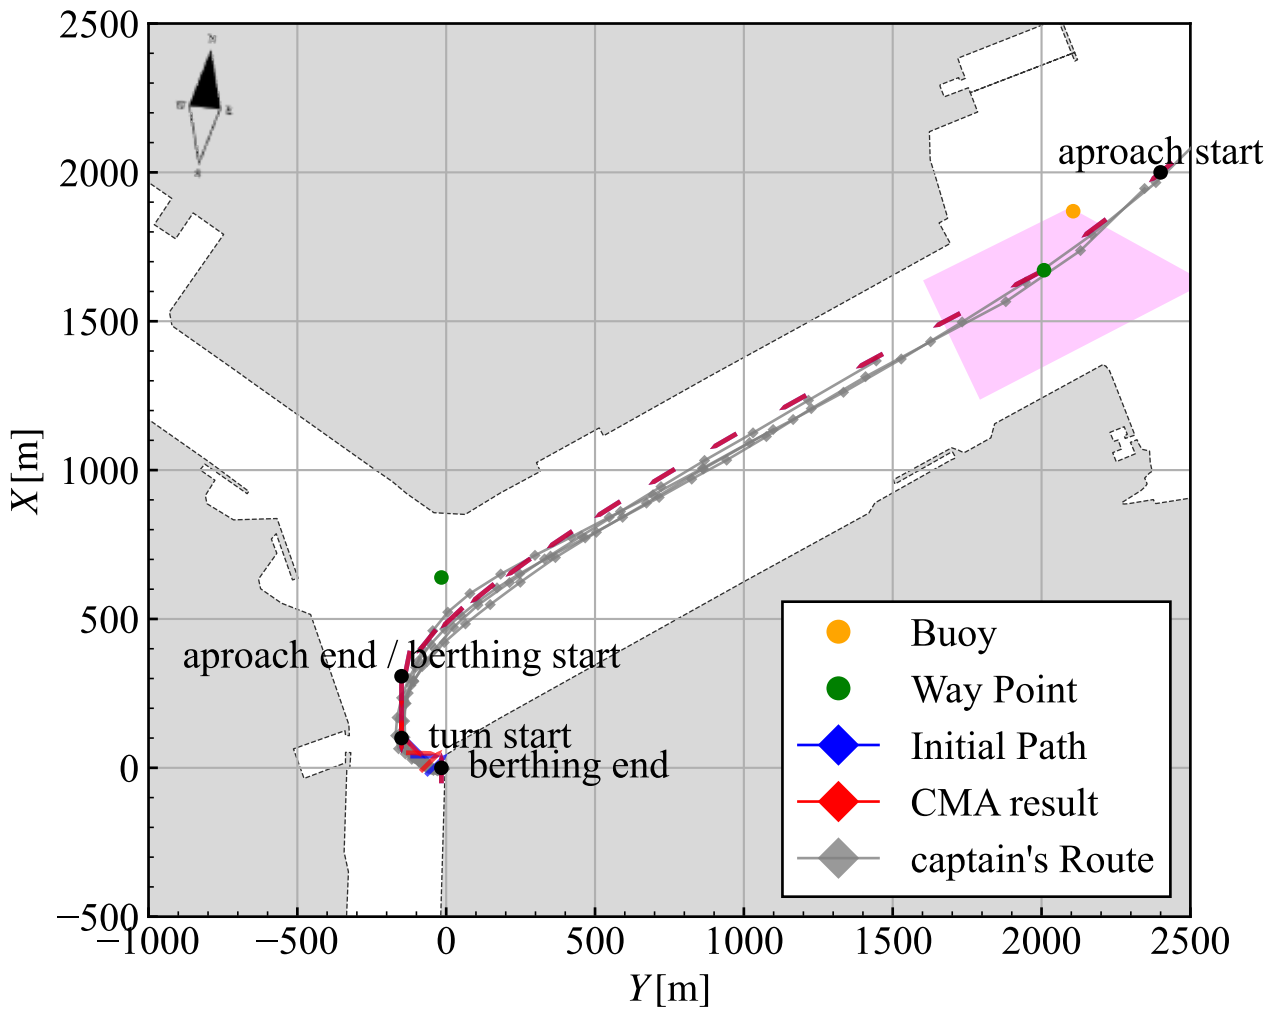 2500
2000
1500
1000
500
0
−500
−1000
−500
0
500
1000
1500
2000
2500
X [m]
Y [m]
aproach start
aproach end / berthing start
turn start
berthing end
Buoy
Way Point
Initial Path
CMA result
captain's Route